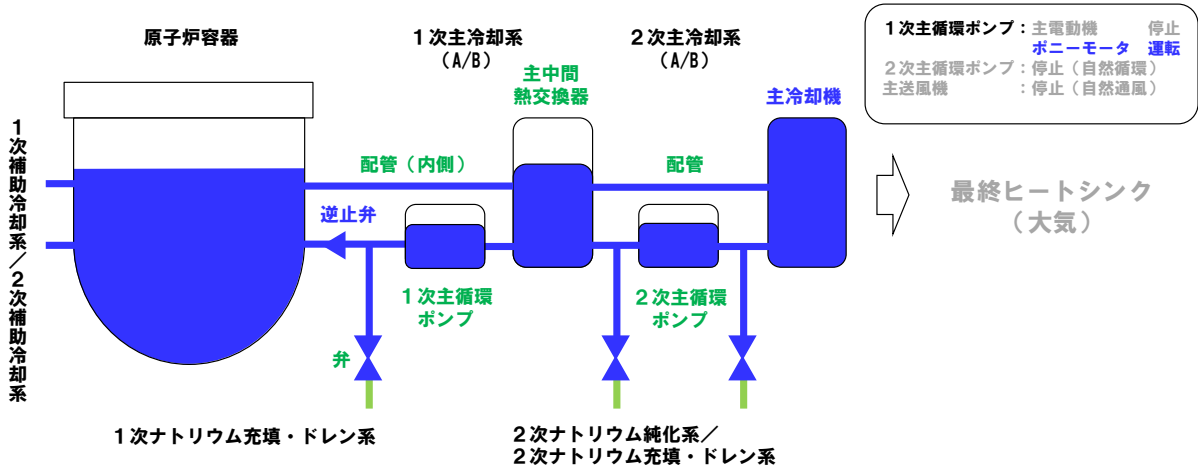 原子炉容器
1次主冷却系
(A/B)
2次主冷却系
(A/B)
1次主循環ポンプ：主電動機　停止
ポニーモータ　運転
2次主循環ポンプ：停止（自然循環）
主送風機　　　　：停止（自然通風）
主中間
熱交換器
主冷却機
1次補助冷却系／2次補助冷却系
配管（内側）
配管
逆止弁
最終ヒートシンク
（大気）
1次主循環
ポンプ
2次主循環
ポンプ
弁
1次ナトリウム充填・ドレン系
2次ナトリウム純化系／
2次ナトリウム充填・ドレン系